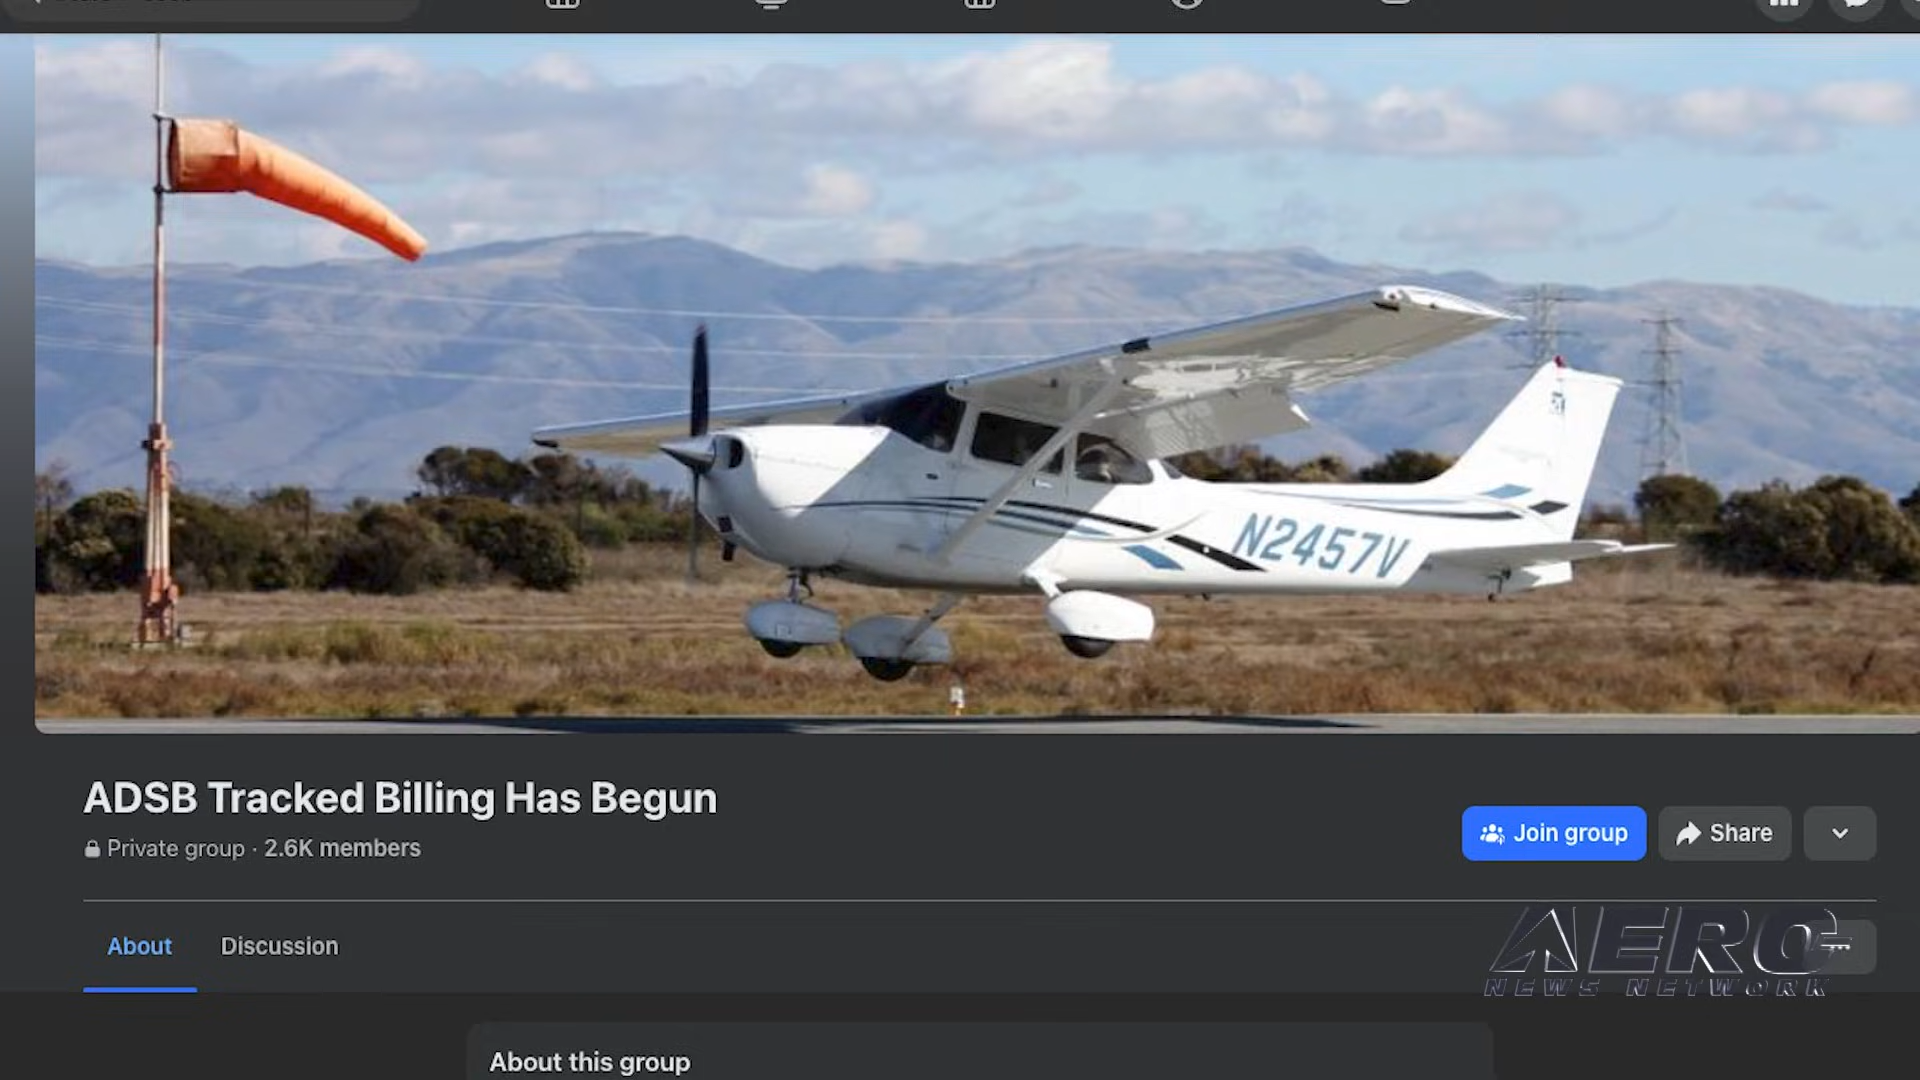 N2457V
ADSB Tracked Billing Has Begun
Private group · 2.6K members
Join group
Share
About
Discussion
AERO
NEWS NETWORK
About this group